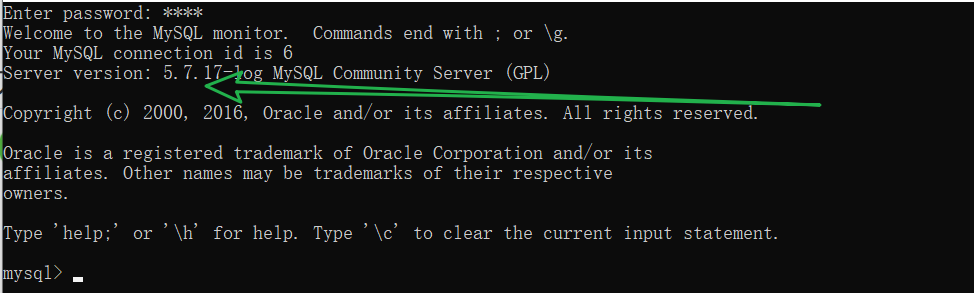 Enter password: ****
Welcome to the MySQL monitor.  Commands end with ; or \g.
Your MySQL connection id is 6
Server version: 5.7.17-log MySQL Community Server (GPL)
Copyright (c) 2000, 2016, Oracle and/or its affiliates. All rights reserved.
Oracle is a registered trademark of Oracle Corporation and/or its
affiliates. Other names may be trademarks of their respective
owners.
Type 'help;' or '\h' for help. Type '\c' to clear the current input statement.
mysql> _